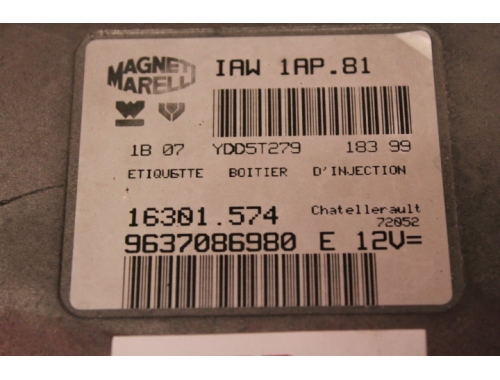 MAGNETI
MARELLI
IAW 1AP.81
1B 07 YDD5T279 183 99
ETIQUETTE BOITIER D'INJECTION
16301.574 Chatellerault
72052
9637086980 E 12V=